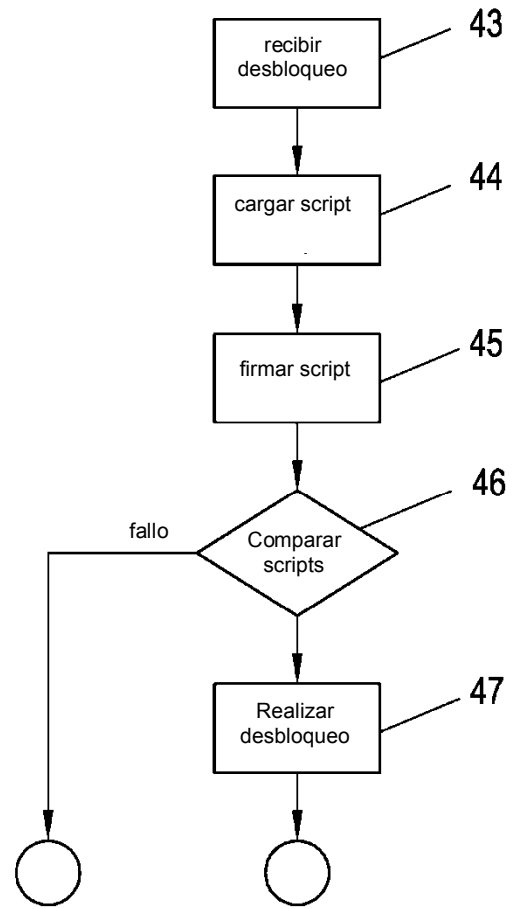 recibir
desbloqueo
43
cargar script
44
firmar script
45
Comparar
scripts
46
fallo
Realizar
desbloqueo
47